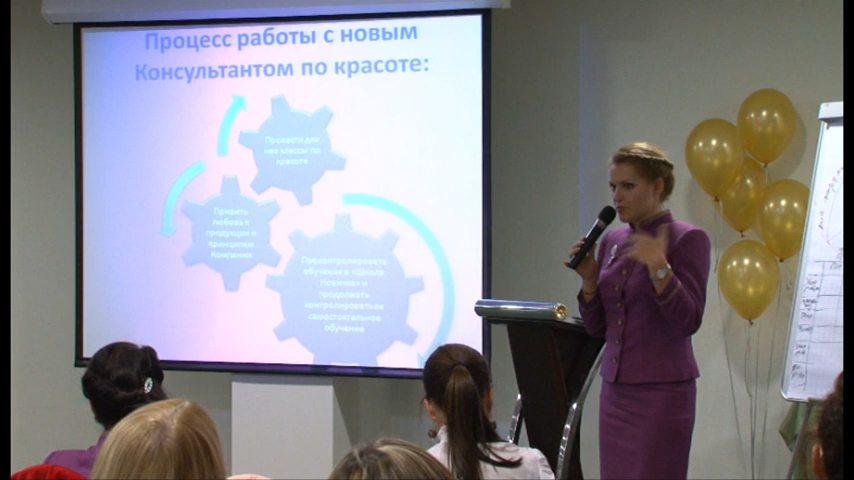 Процесс работы с новым
Консультантом по красоте:
Провести для
нее классы по
красоте
Привить
любовь к
продукции и
принципам
Компании
Проконтролировать
обучение в «Школе
Новичка» и
продолжать
контролировать ее
самостоятельное
обучение